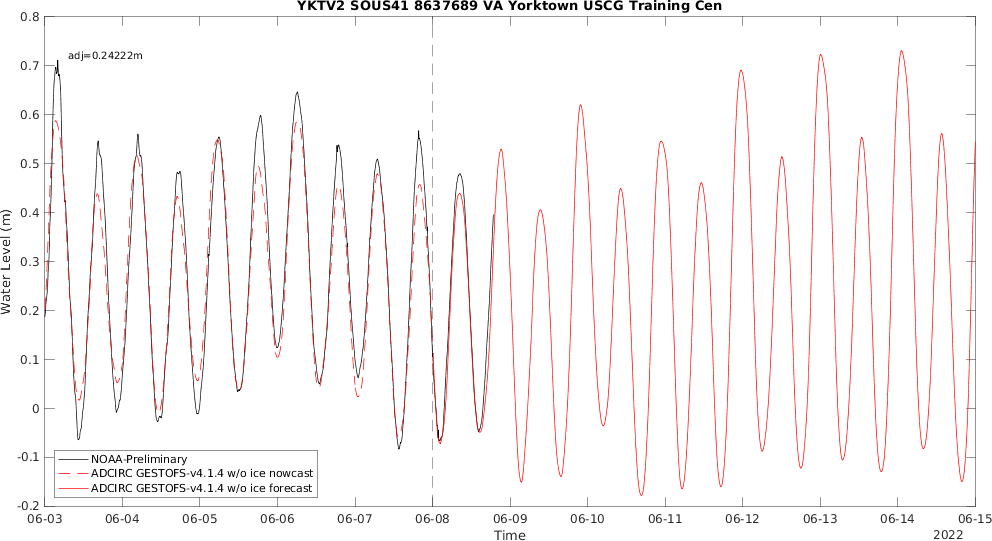 YKTV2 SOUS41 8637689 VA Yorktown USCG Training Cen
adj=0.24222m
0.8
0.7
0.6
0.5
0.4
0.3
0.2
0.1
0
-0.1
-0.2
Water Level (m)
NOAA-Preliminary
ADCIRC GESTOFS-v4.1.4 w/o ice nowcast
ADCIRC GESTOFS-v4.1.4 w/o ice forecast
06-03 06-04 06-05 06-06 06-07 06-08 06-09 06-10 06-11 06-12 06-13 06-14 06-15
Time
2022